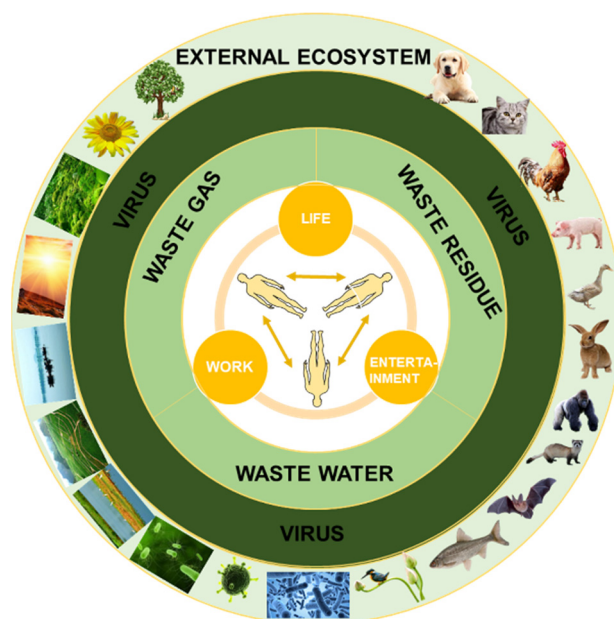 EXTERNAL ECOSYSTEM
VIRUS
VIRUS
WASTE GAS
WASTE RESIDUE
LIFE
WORK
ENTERTA-
INMENT
WASTE WATER
VIRUS